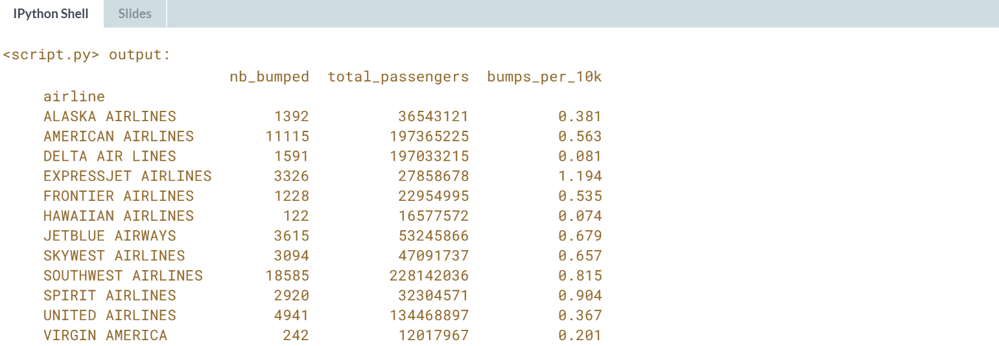 IPython Shell Slides
<script.py> output:
nb_bumped total_passengers bumps_per_10k
airline
ALASKA AIRLINES 1392 36543121 0.381
AMERICAN AIRLINES 11115 197365225 0.563
DELTA AIR LINES 1591 197033215 0.081
EXPRESSJET AIRLINES 3326 27858678 1.194
FRONTIER AIRLINES 1228 22954995 0.535
HAWAIIAN AIRLINES 122 16577572 0.074
JETBLUE AIRWAYS 3615 53245866 0.679
SKYWEST AIRLINES 3094 47091737 0.657
SOUTHWEST AIRLINES 18585 228142036 0.815
SPIRIT AIRLINES 2920 32304571 0.904
UNITED AIRLINES 4941 134468897 0.367
VIRGIN AMERICA 242 12017967 0.201